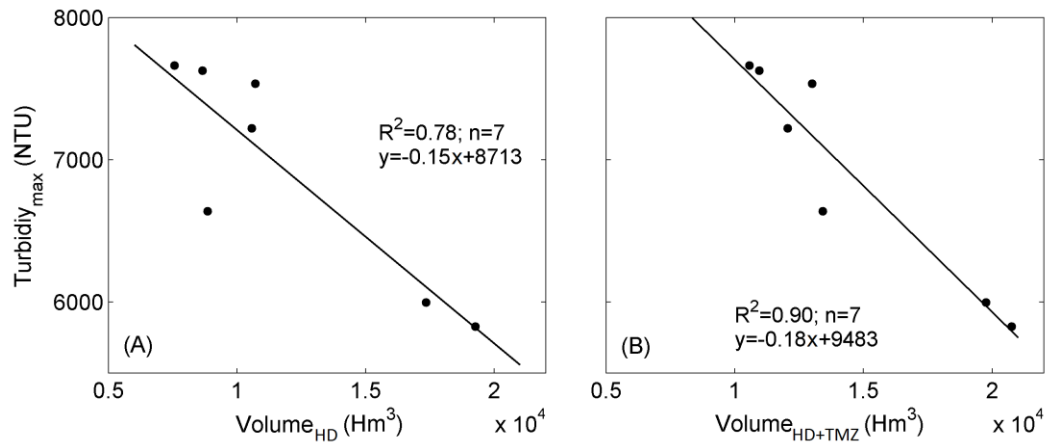 8000
7000
6000
Turbidiy_max (NTU)
R²=0.78; n=7
y=-0.15x+8713
(A)
0.5 1 1.5 2
x 10⁴
Volume_HD (Hm³)
R²=0.90; n=7
y=-0.18x+9483
(B)
0.5 1 1.5 2
x 10⁴
Volume_HD+TMZ (Hm³)